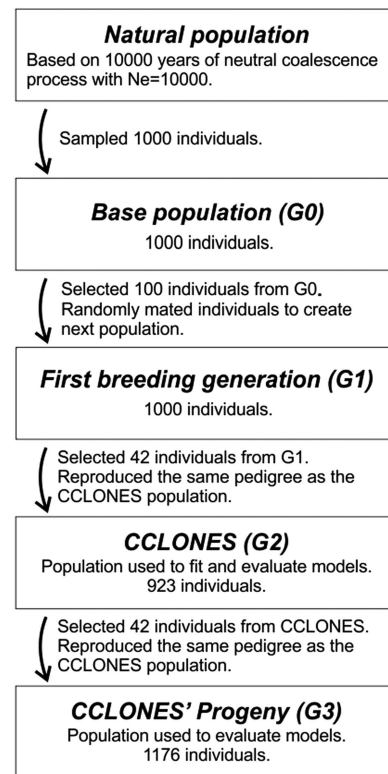 Natural population
Based on 10000 years of neutral coalescence
process with Ne=10000.
Sampled 1000 individuals.
Base population (G0)
1000 individuals.
Selected 100 individuals from G0.
Randomly mated individuals to create
next population.
First breeding generation (G1)
1000 individuals.
Selected 42 individuals from G1.
Reproduced the same pedigree as the
CCLONES population.
CCLONES (G2)
Population used to fit and evaluate models.
923 individuals.
Selected 42 individuals from CCLONES.
Reproduced the same pedigree as the
CCLONES population.
CCLONES' Progeny (G3)
Population used to evaluate models.
1176 individuals.